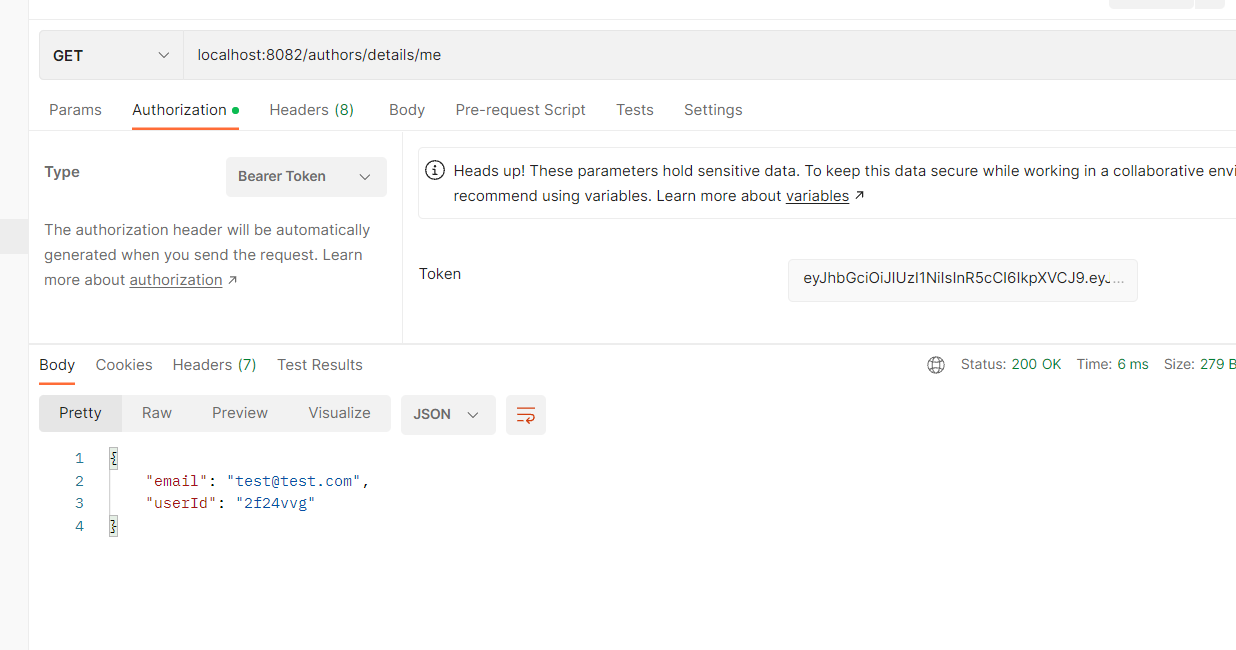 GET localhost:8082/authors/details/me
Params Authorization Headers (8) Body Pre-request Script Tests Settings
Type Bearer Token
The authorization header will be automatically
generated when you send the request. Learn
more about authorization ↗
Heads up! These parameters hold sensitive data. To keep this data secure while working in a collaborative envi
recommend using variables. Learn more about variables ↗
Token eyJhbGciOiJIUzI1NiIsInR5cCI6IkpXVCJ9.eyJ...
Body Cookies Headers (7) Test Results Status: 200 OK Time: 6 ms Size: 279 B
Pretty Raw Preview Visualize JSON
1 {
2 "email": "test@test.com",
3 "userId": "2f24vvg"
4 }